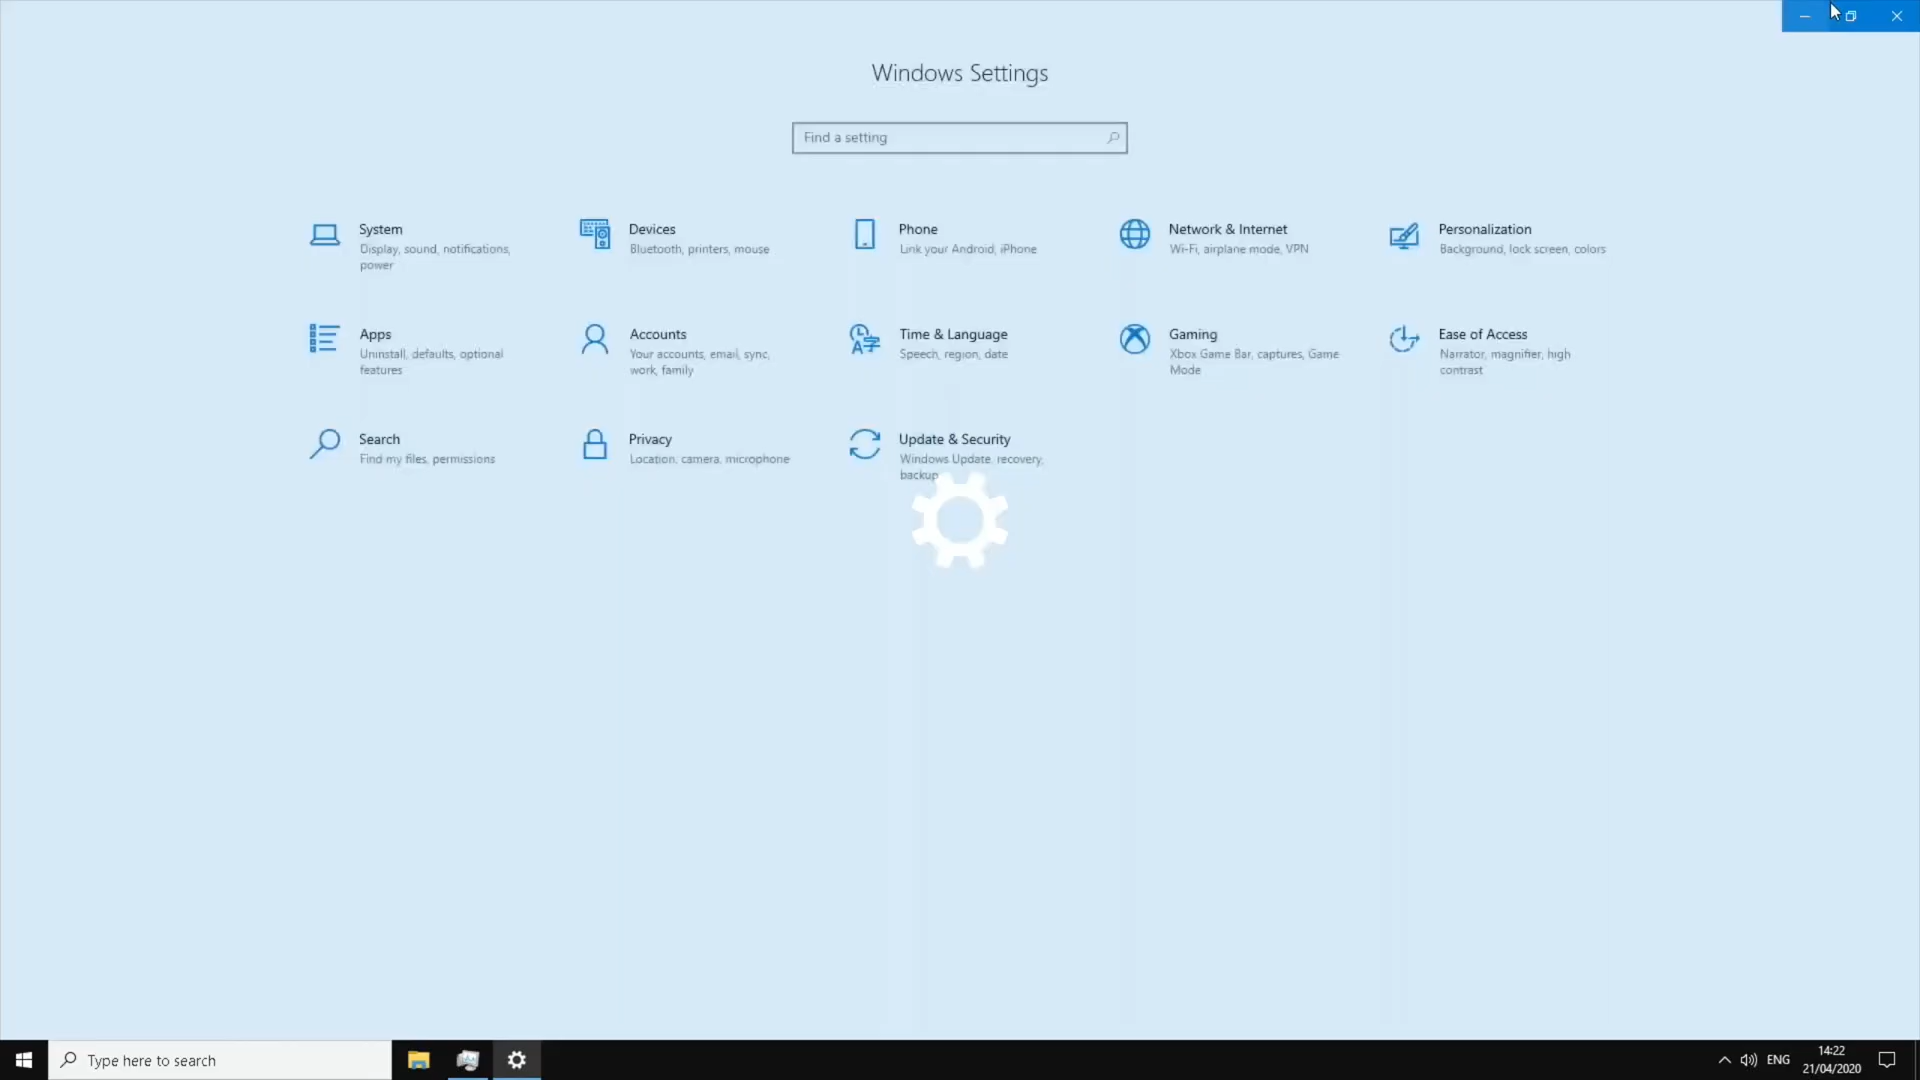 Windows Settings
Find a setting
System
Display, sound, notifications,
power
Devices
Bluetooth, printers, mouse
Phone
Link your Android, iPhone
Network & Internet
Wi-Fi, airplane mode, VPN
Personalization
Background, lock screen, colors
Apps
Uninstall, defaults, optional
features
Accounts
Your accounts, email, sync,
work, family
Time & Language
Speech, region, date
Gaming
Xbox Game Bar, captures, Game
Mode
Ease of Access
Narrator, magnifier, high
contrast
Search
Find my files, permissions
Privacy
Location, camera, microphone
Update & Security
Windows Update, recovery,
backup
Type here to search
ENG
14:22
21/04/2020